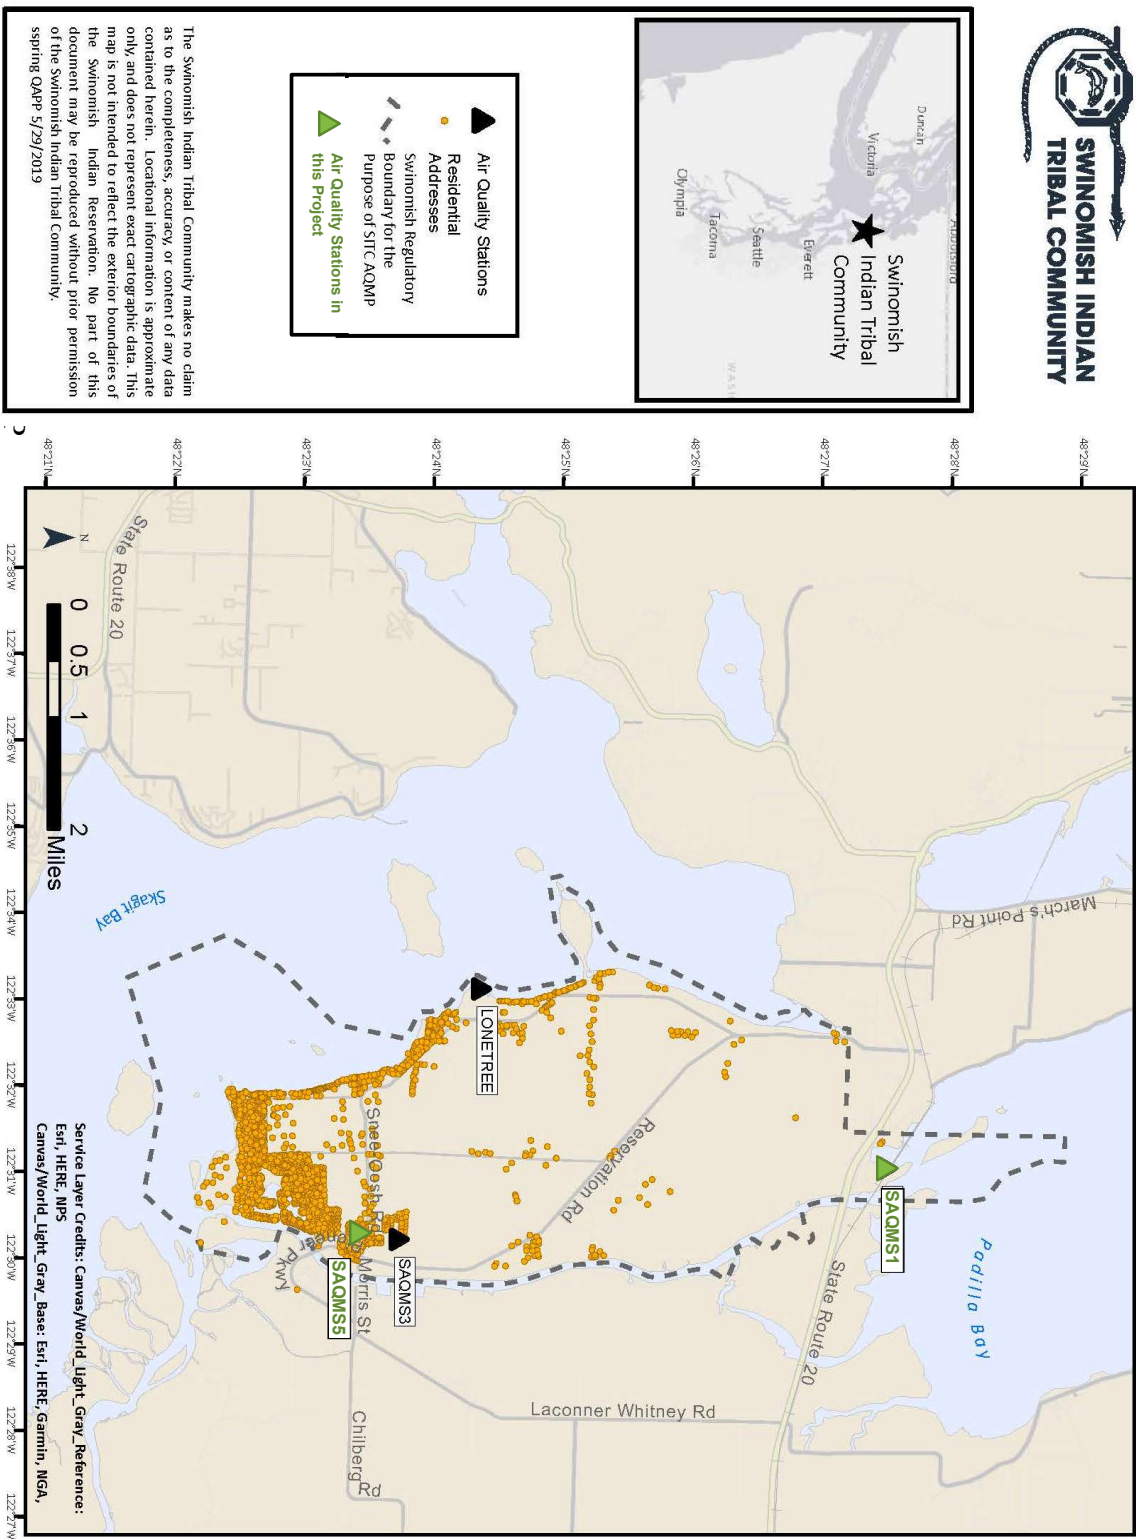 SWINOMISH INDIAN
TRIBAL COMMUNITY
Abbotsford
Duncan
Victoria
Swinomish
Indian Tribal
Community
Everett
Seattle
Tacoma
Olympia
WASH
Air Quality Stations
Residential
Addresses
Swinomish Regulatory
Boundary for the
Purpose of SITC AQMP
Air Quality Stations in
this Project
The Swinomish Indian Tribal Community makes no claim
as to the completeness, accuracy, or content of any data
contained herein. Locational information is approximate
only, and does not represent exact cartographic data. This
map is not intended to reflect the exterior boundaries of
the Swinomish Indian Reservation. No part of this
document may be reproduced without prior permission
of the Swinomish Indian Tribal Community.
sspring QAPP 5/29/2019
48°29'N
48°28'N
48°27'N
48°26'N
48°25'N
48°24'N
48°23'N
48°22'N
48°21'N
March's Point Rd
Padilla Bay
SAQMS1
State Route 20
Reservation Rd
Laconner Whitney Rd
LONETREE
SAQMS3
Snee Oosh Rd
Morris St
SAQMS5
Pioneer Pkwy
Chilberg Rd
State Route 20
Skagit Bay
N
0 0.5 1 2
Miles
Service Layer Credits: Canvas/World_Light_Gray_Reference:
Esri, HERE, NPS
Canvas/World_Light_Gray_Base: Esri, HERE, Garmin, NGA,
122°38'W
122°37'W
122°36'W
122°35'W
122°34'W
122°33'W
122°32'W
122°31'W
122°30'W
122°29'W
122°28'W
122°27'W